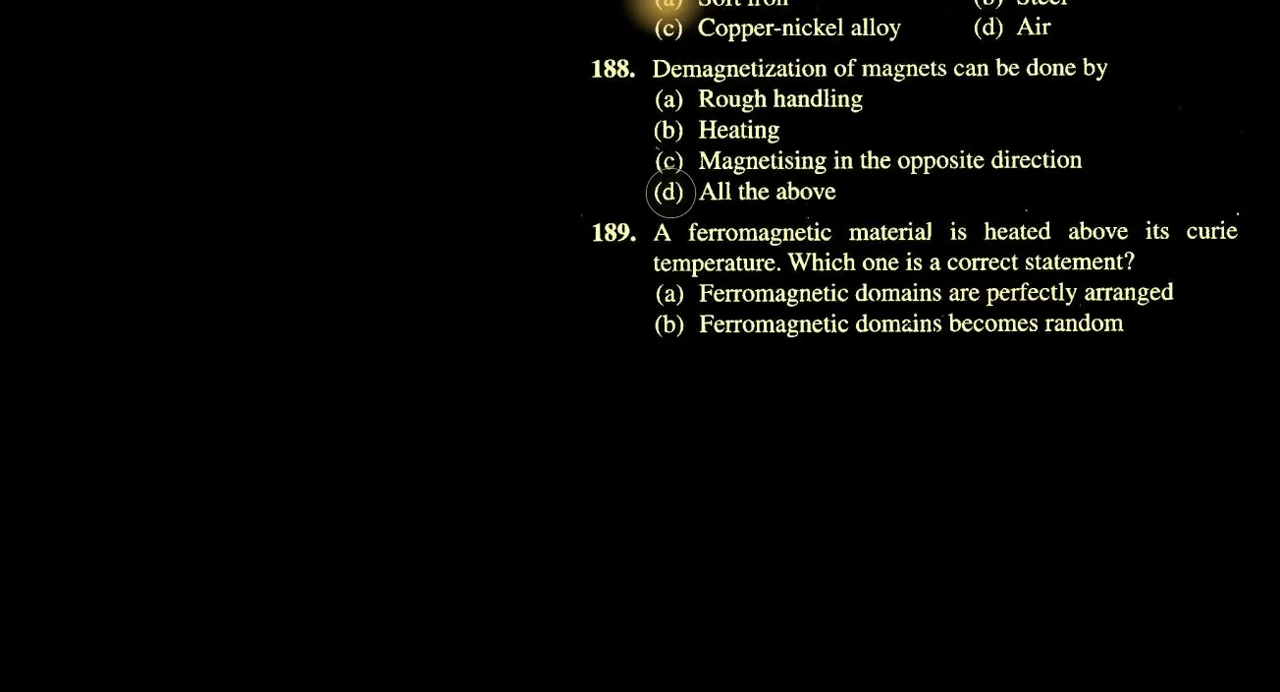 (c) Copper-nickel alloy (d) Air
188. Demagnetization of magnets can be done by
(a) Rough handling
(b) Heating
(c) Magnetising in the opposite direction
(d) All the above
189. A ferromagnetic material is heated above its curie
temperature. Which one is a correct statement?
(a) Ferromagnetic domains are perfectly arranged
(b) Ferromagnetic domains becomes random